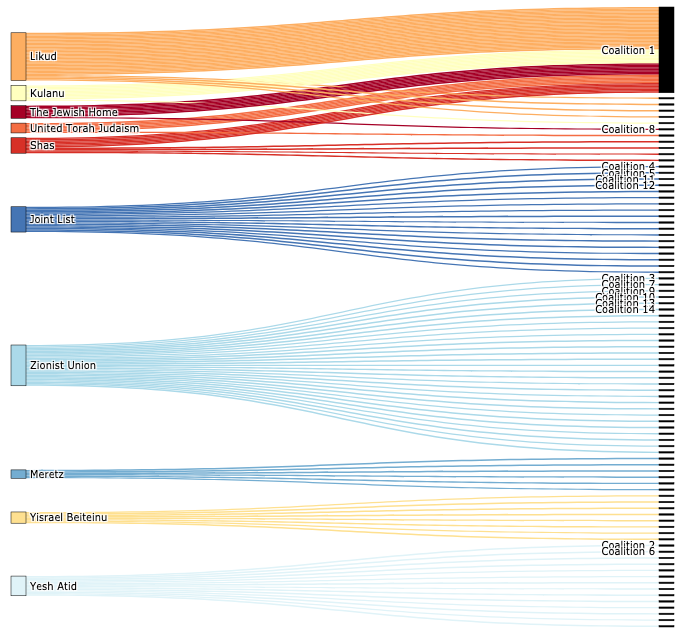 Likud
Coalition 1
Kulanu
The Jewish Home
United Torah Judaism
Coalition 8
Shas
Coalition 4
Coalition 5
Coalition 11
Coalition 12
Joint List
Coalition 3
Coalition 7
Coalition 9
Coalition 10
Coalition 13
Coalition 14
Zionist Union
Meretz
Yisrael Beiteinu
Coalition 2
Coalition 6
Yesh Atid